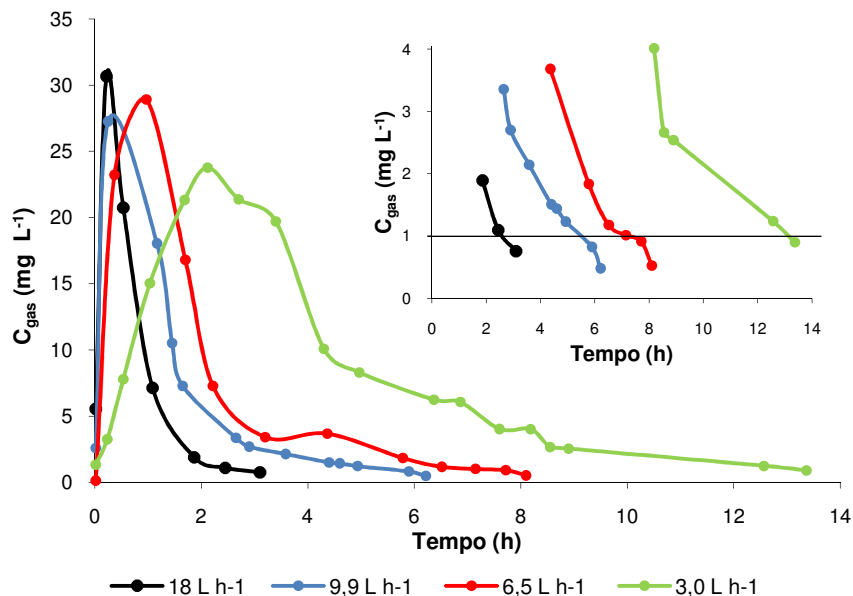 35
30
25
20
15
10
5
0
C_gas (mg L⁻¹)
0 2 4 6 8 10 12 14
Tempo (h)
4
3
2
1
0
C_gas (mg L⁻¹)
0 2 4 6 8 10 12 14
Tempo (h)
18 L h-1 9,9 L h-1 6,5 L h-1 3,0 L h-1